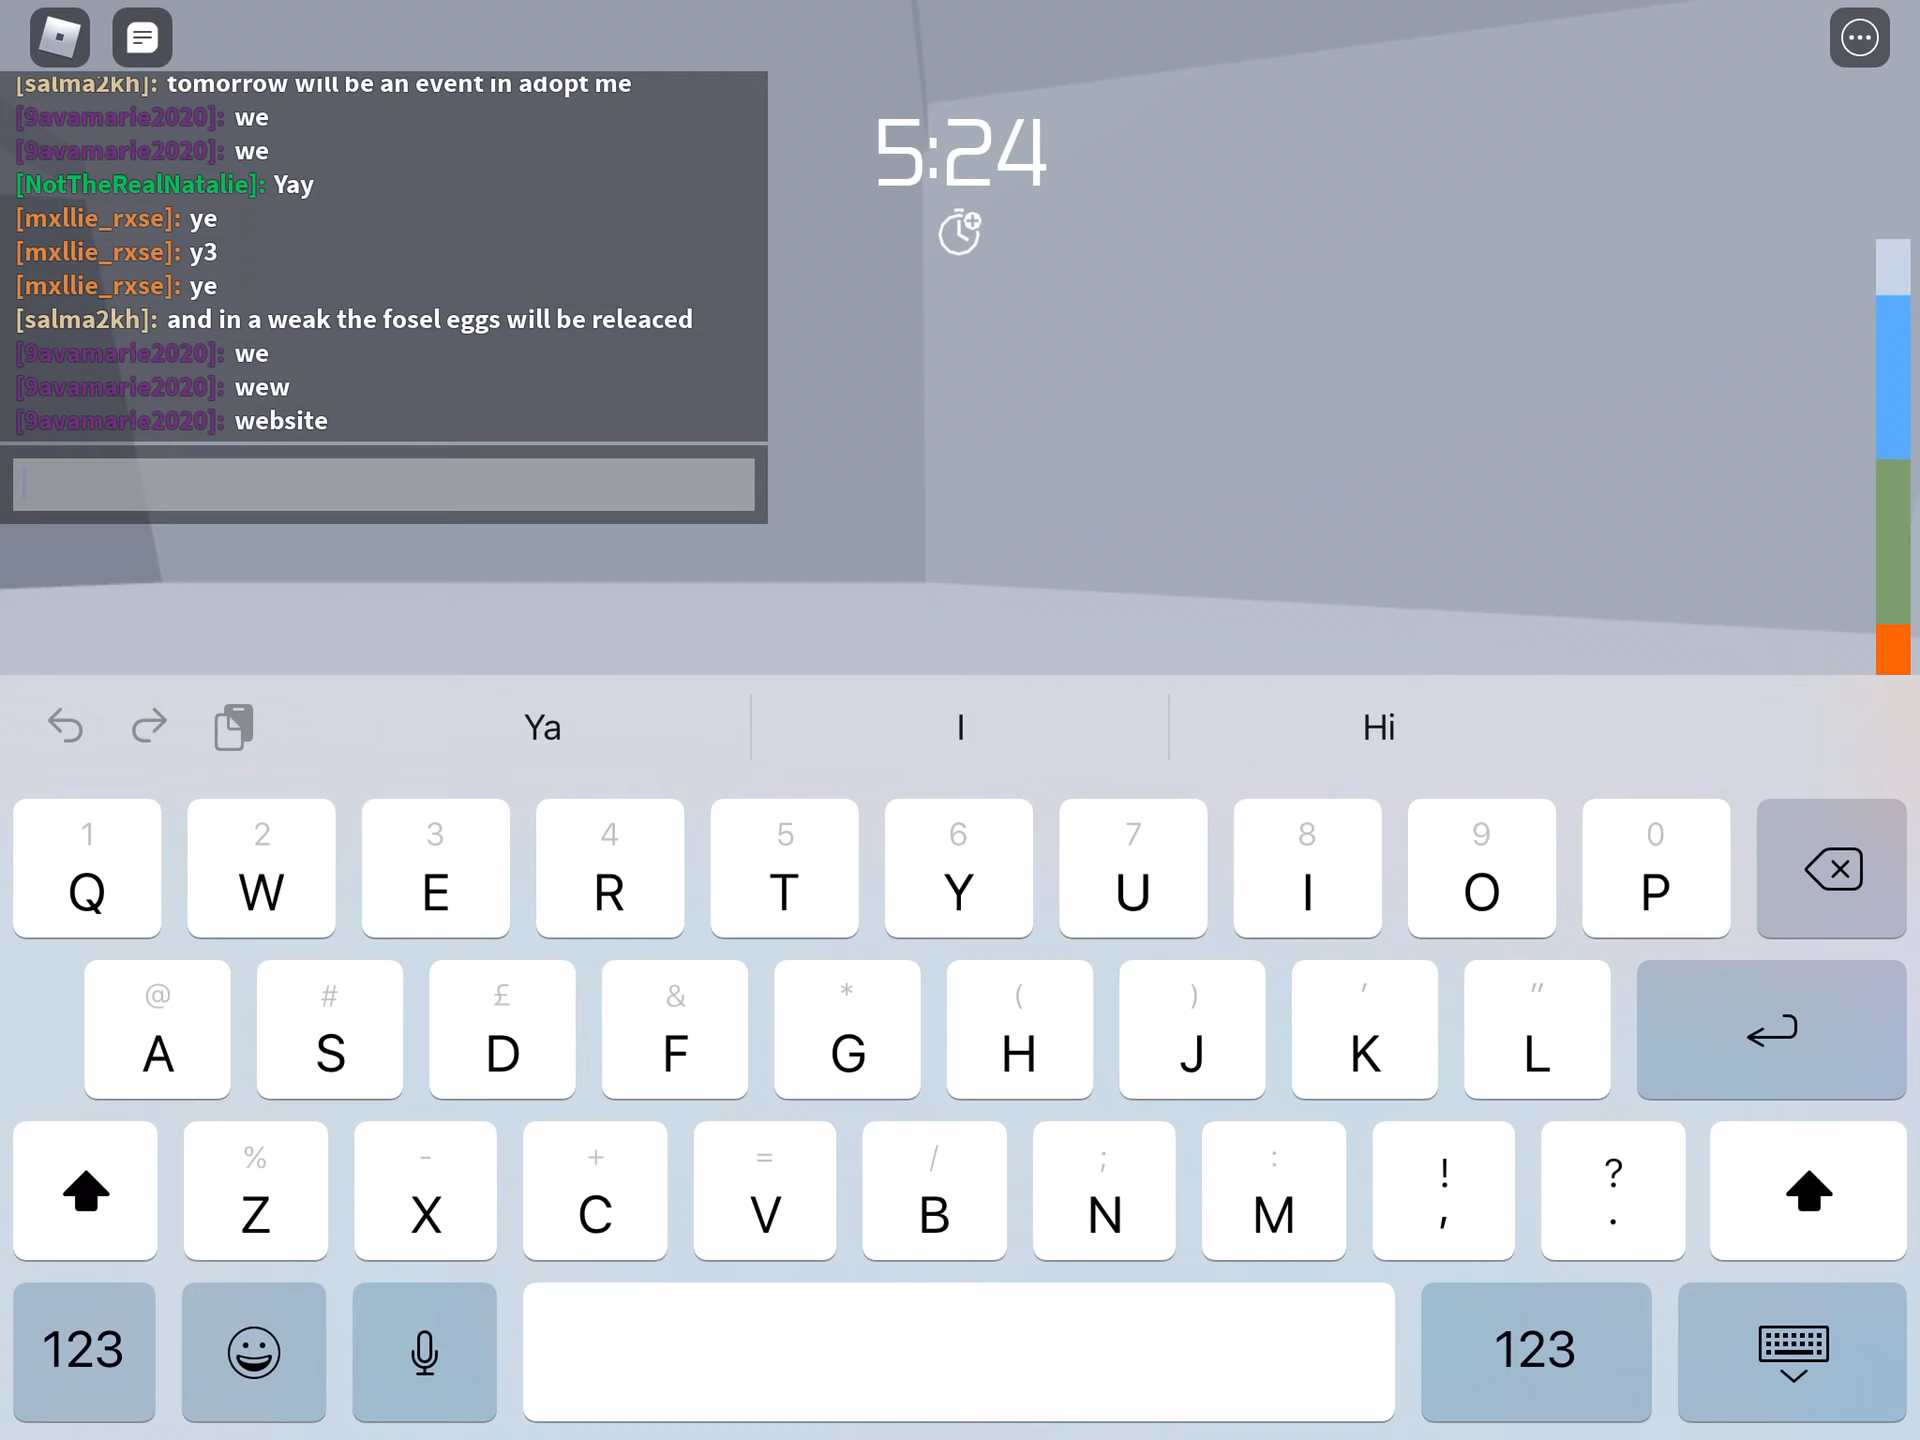 [salma2kh]: tomorrow will be an event in adopt me
[9avamarie2020]: we
[9avamarie2020]: we
[NotTheRealNatalie]: Yay
[mxllie_rxse]: ye
[mxllie_rxse]: y3
[mxllie_rxse]: ye
[salma2kh]: and in a weak the fosel eggs will be releaced
[9avamarie2020]: we
[9avamarie2020]: wew
[9avamarie2020]: website
5:24
Ya I Hi
1 2 3 4 5 6 7 8 9 0
Q W E R T Y U I O P
@ # £ & * ( ) ' "
A S D F G H J K L
% - + = / ; : ! ?
Z X C V B N M , .
123 123